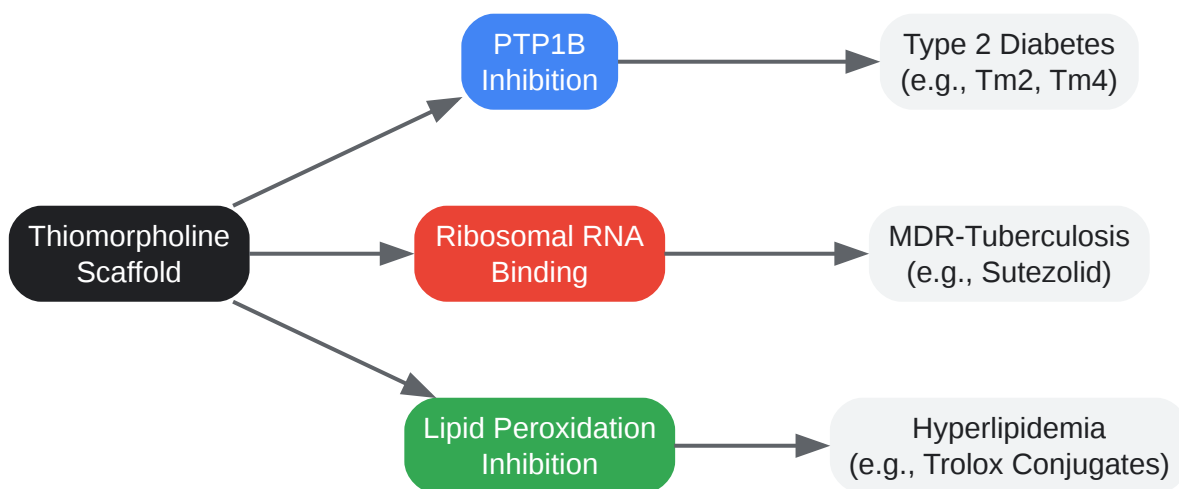 PTP1B
Inhibition
Type 2 Diabetes
(e.g., Tm2, Tm4)
Thiomorpholine
Scaffold
Ribosomal RNA
Binding
MDR-Tuberculosis
(e.g., Sutezolid)
Lipid Peroxidation
Inhibition
Hyperlipidemia
(e.g., Trolox Conjugates)